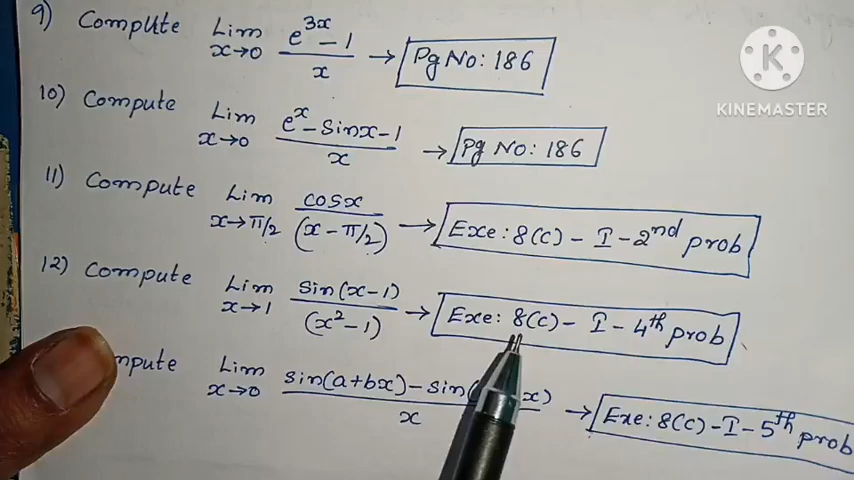 9) Compute Lim x→0 e^3x - 1 / x → Pg No: 186
10) Compute Lim x→0 e^x - sinx - 1 / x → Pg No: 186
11) Compute Lim x→π/2 cosx / (x - π/2) → Exe: 8(c) - I - 2nd prob
12) Compute Lim x→1 sin(x-1) / (x² - 1) → Exe: 8(c) - I - 4th prob
mpute Lim x→0 sin(a+bx) - sin( x) / x → Exe: 8(c) - I - 5th prob
KINEMASTER